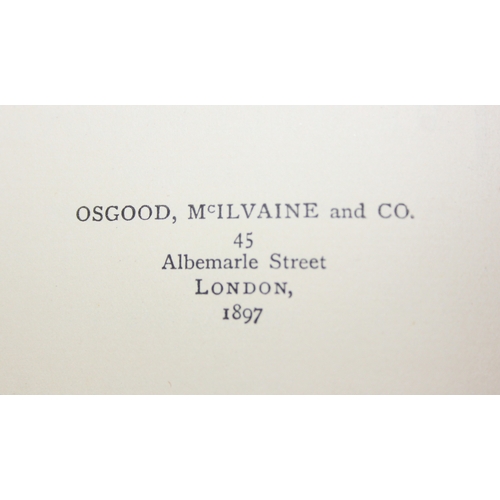 OSGOOD, McILVAINE and CO.
45
Albemarle Street
LONDON,
1897